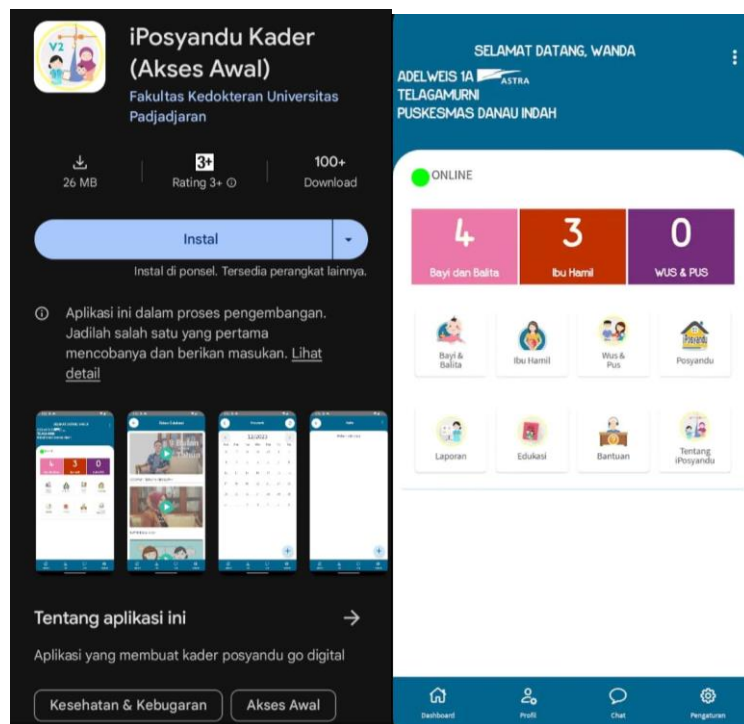 V2
iPosyandu Kader
(Akses Awal)
Fakultas Kedokteran Universitas
Padjadjaran
26 MB
3+
Rating 3+
100+
Download
Instal
Instal di ponsel. Tersedia perangkat lainnya.
Aplikasi ini dalam proses pengembangan.
Jadilah salah satu yang pertama
mencobanya dan berikan masukan. Lihat
detail
12/2023
Tentang aplikasi ini
Aplikasi yang membuat kader posyandu go digital
Kesehatan & Kebugaran
Akses Awal
SELAMAT DATANG, WANDA
ADELWEIS 1A ASTRA
TELAGAMURNI
PUSKESMAS DANAU INDAH
ONLINE
4
Bayi dan Balita
3
Ibu Hamil
0
WUS & PUS
Bayi &
Balita
Ibu Hamil
Wus &
Pus
Posyandu
Posyandu
Laporan
Edukasi
Bantuan
Tentang
iPosyandu
Dashboard
Profil
Chat
Pengaturan